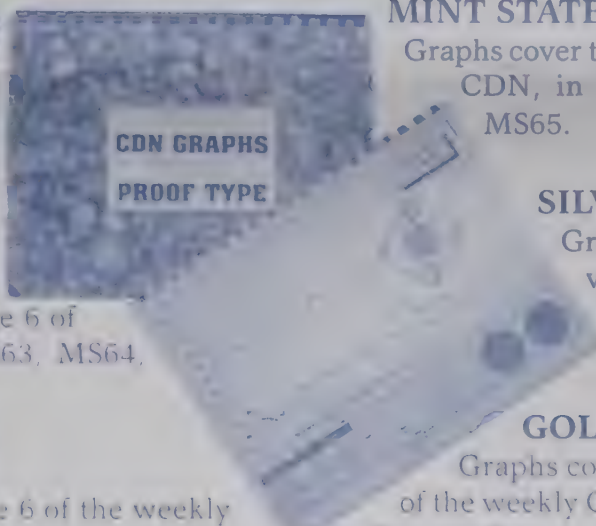 MINT STATE
Graphs cover t
CDN, in
MS65.
CDN GRAPHS
PROOF TYPE
SIL
Gr
e 6 of
63, MS64,
GOL
Graphs co
e 6 of the weekly
of the weekly C